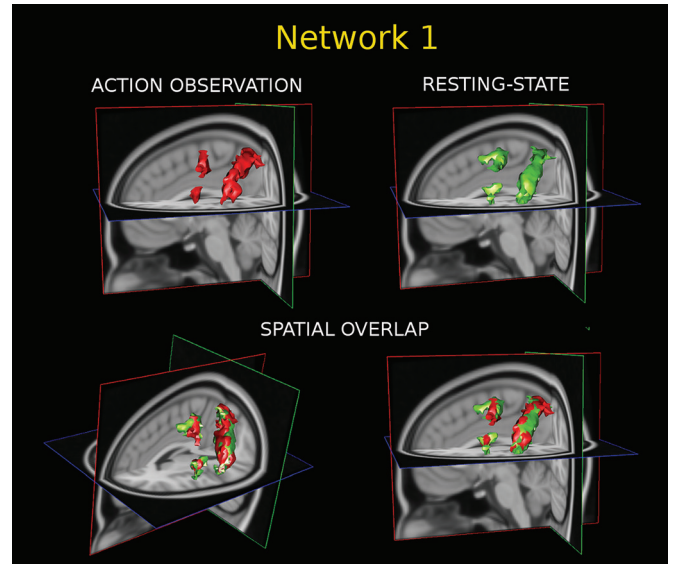 Network 1
ACTION OBSERVATION
RESTING-STATE
SPATIAL OVERLAP